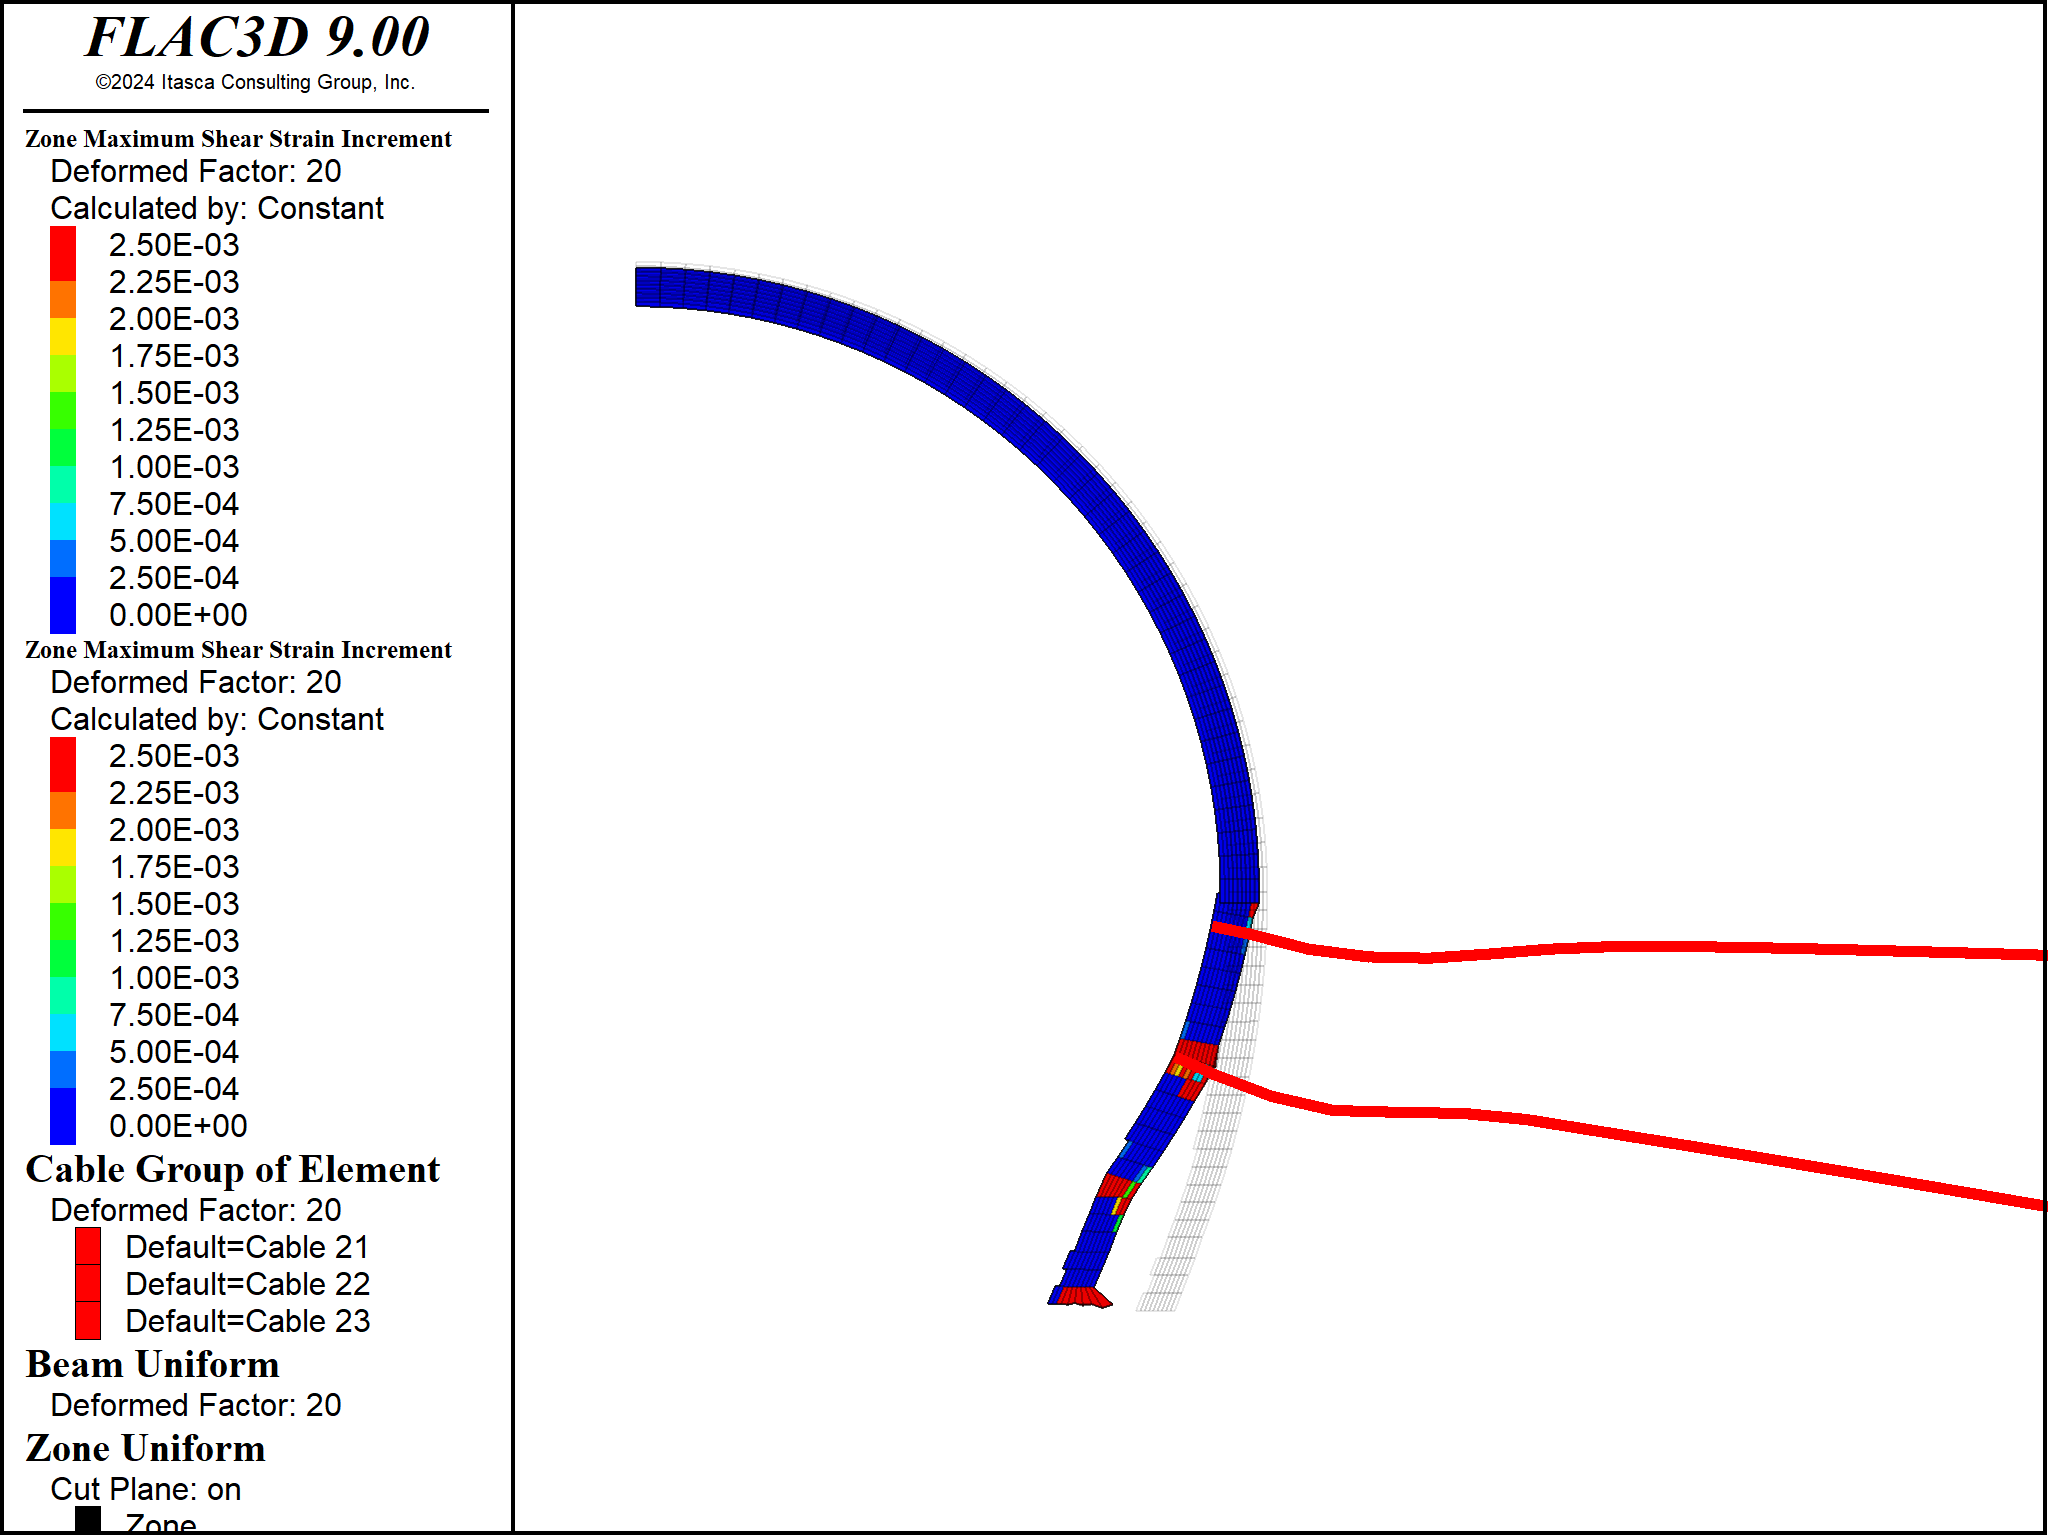 FLAC3D 9.00
©2024 Itasca Consulting Group, Inc.
Zone Maximum Shear Strain Increment
Deformed Factor: 20
Calculated by: Constant
2.50E-03
2.25E-03
2.00E-03
1.75E-03
1.50E-03
1.25E-03
1.00E-03
7.50E-04
5.00E-04
2.50E-04
0.00E+00
Zone Maximum Shear Strain Increment
Deformed Factor: 20
Calculated by: Constant
2.50E-03
2.25E-03
2.00E-03
1.75E-03
1.50E-03
1.25E-03
1.00E-03
7.50E-04
5.00E-04
2.50E-04
0.00E+00
Cable Group of Element
Deformed Factor: 20
Default=Cable 21
Default=Cable 22
Default=Cable 23
Beam Uniform
Deformed Factor: 20
Zone Uniform
Cut Plane: on
Zone